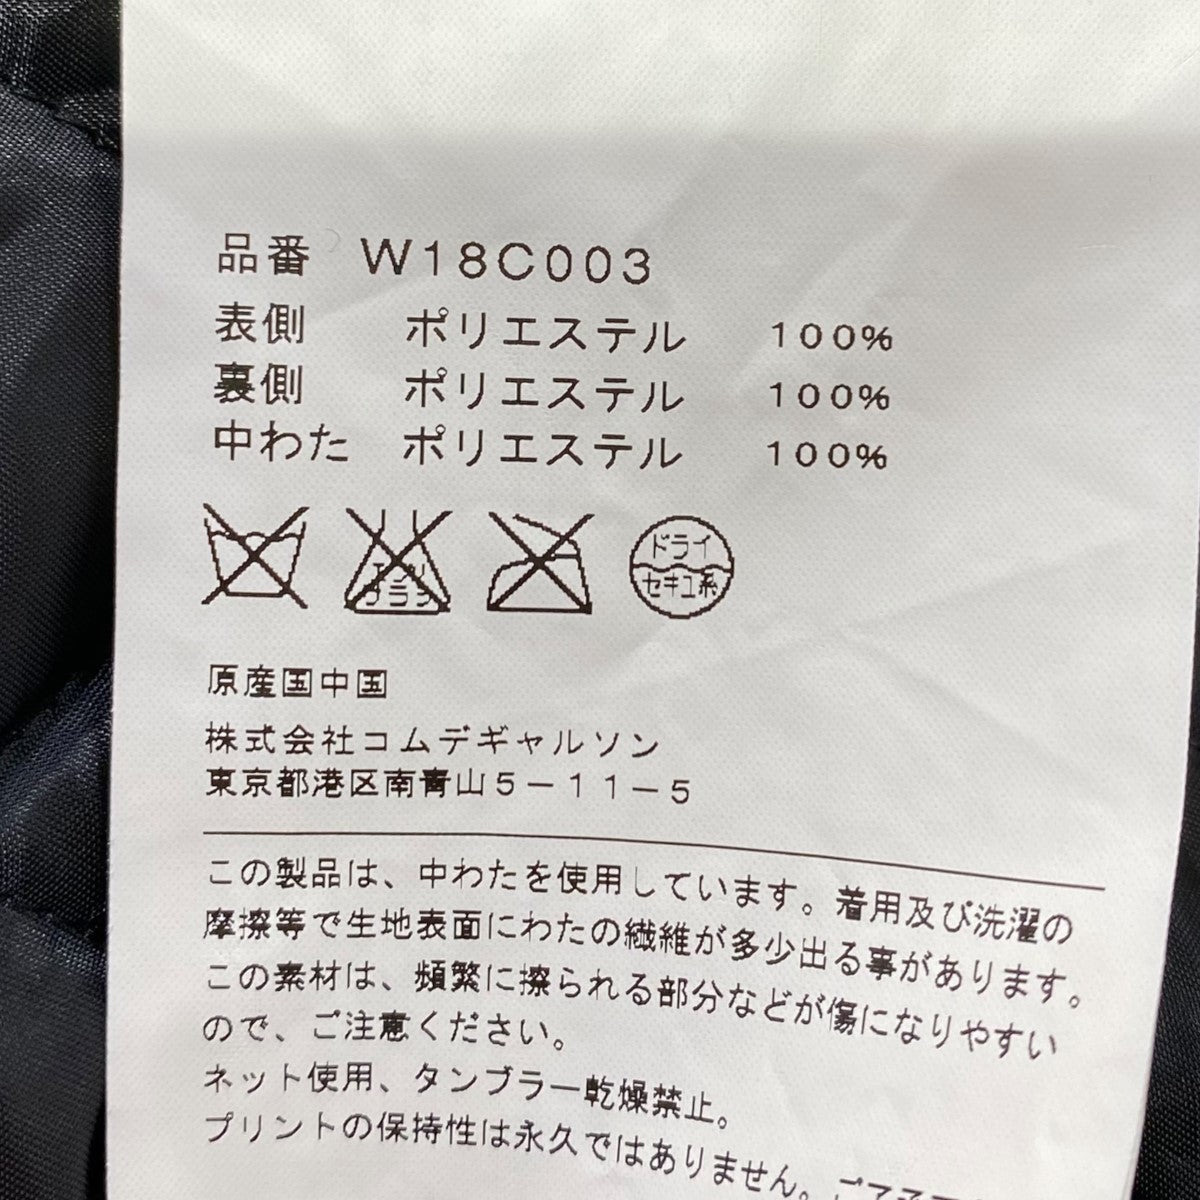 品番 W18C003
表側 ポリエステル 100%
裏側 ポリエステル 100%
中わた ポリエステル 100%
エンソ
フラサ
ドライ
セキユ系
原産国中国
株式会社コムデギャルソン
東京都港区南青山5-11-5
この製品は、中わたを使用しています。着用及び洗濯の
摩擦等で生地表面にわたの繊維が多少出る事があります。
この素材は、頻繁に擦られる部分などが傷になりやすい
ので、ご注意ください。
ネット使用、タンブラー乾燥禁止。
プリントの保持性は永久ではありません。